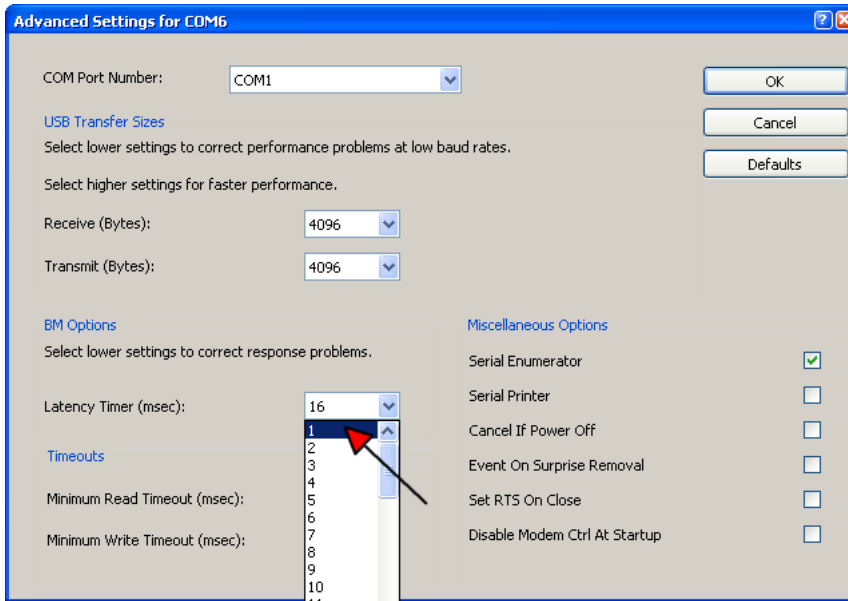 Advanced Settings for COM6
COM Port Number:
COM1
OK
USB Transfer Sizes
Cancel
Select lower settings to correct performance problems at low baud rates.
Defaults
Select higher settings for faster performance.
Receive (Bytes):
4096
Transmit (Bytes):
4096
BM Options
Select lower settings to correct response problems.
Latency Timer (msec):
16
1
2
3
4
5
6
7
8
9
10
Timeouts
Minimum Read Timeout (msec):
Minimum Write Timeout (msec):
Miscellaneous Options
Serial Enumerator
Serial Printer
Cancel If Power Off
Event On Surprise Removal
Set RTS On Close
Disable Modem Ctrl At Startup